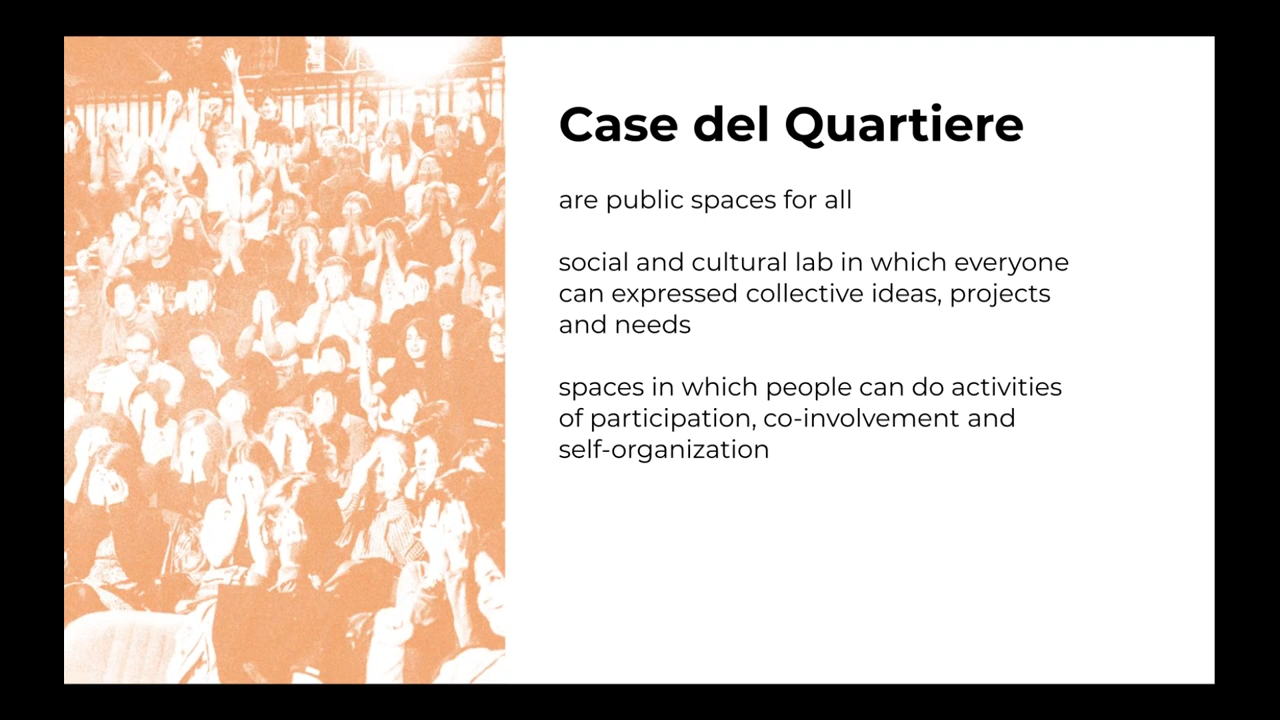 Case del Quartiere
are public spaces for all
social and cultural lab in which everyone
can expressed collective ideas, projects
and needs
spaces in which people can do activities
of participation, co-involvement and
self-organization